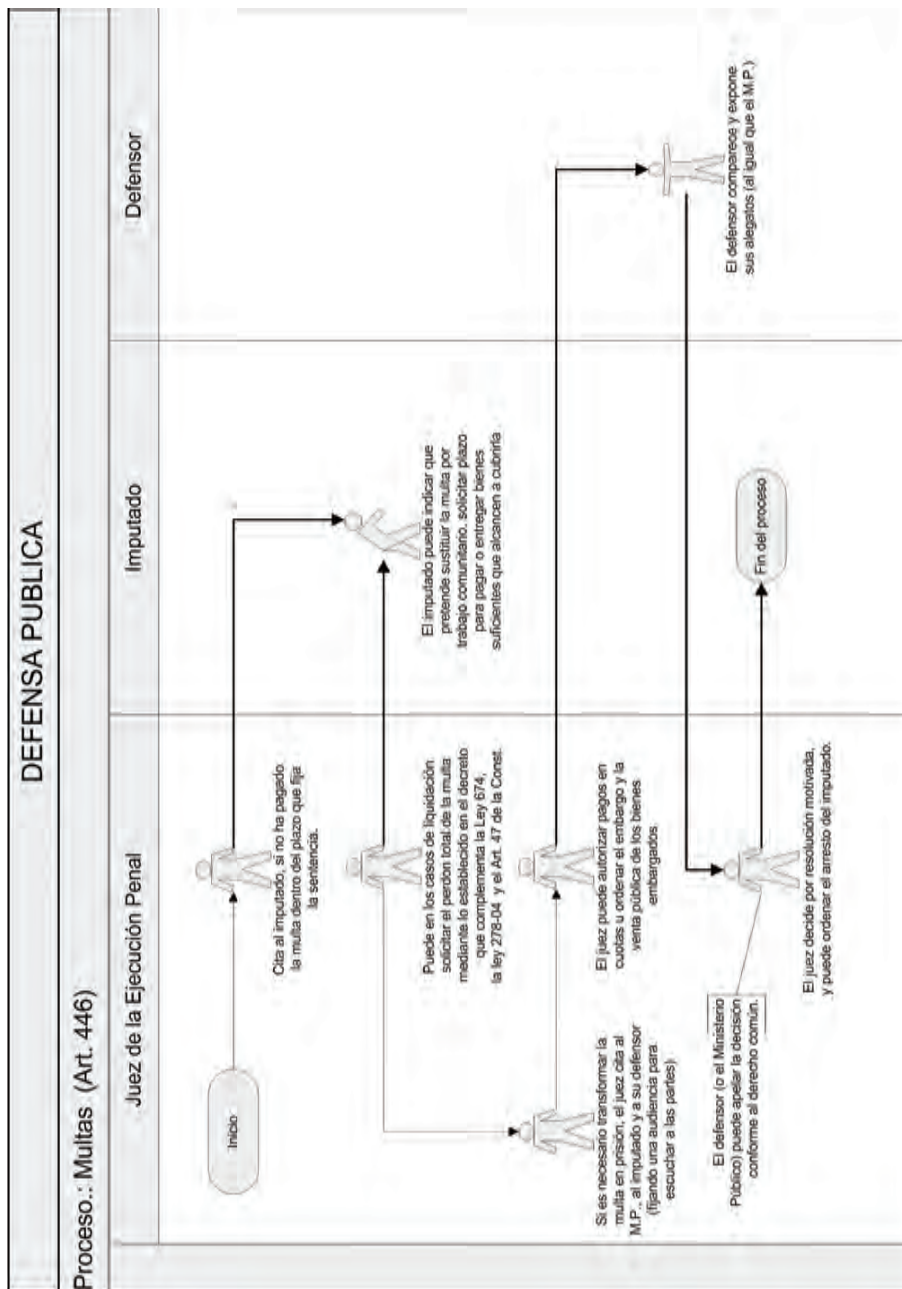 DEFENSA PUBLICA
Proceso.: Multas (Art. 446)
Juez de la Ejecución Penal
Imputado
Defensor
Inicio
Cita al imputado, si no ha pagado
la multa dentro del plazo que fija
la sentencia.
El imputado puede indicar que
pretende sustituir la multa por
trabajo comunitario, solicitar plazo
para pagar o entregar bienes
suficientes que alcancen a cubrirla
Puede en los casos de liquidación
solicitar el perdon total de la multa
mediante lo establecido en el decreto
que complementa la Ley 674,
la ley 278-04 y el Art. 47 de la Const.
Si es necesario transformar la
multa en prisión, el juez cita al
M.P., al imputado y a su defensor
(fijando una audiencia para
escuchar a las partes)
El juez puede autorizar pagos en
cuotas u ordenar el embargo y la
venta pública de los bienes
embargados
El defensor comparece y expone
sus alegatos (al igual que el M.P.)
El defensor (o el Ministerio
Público) puede apelar la decisión
conforme al derecho común.
El juez decide por resolución motivada,
y puede ordenar el arresto del imputado.
Fin del proceso